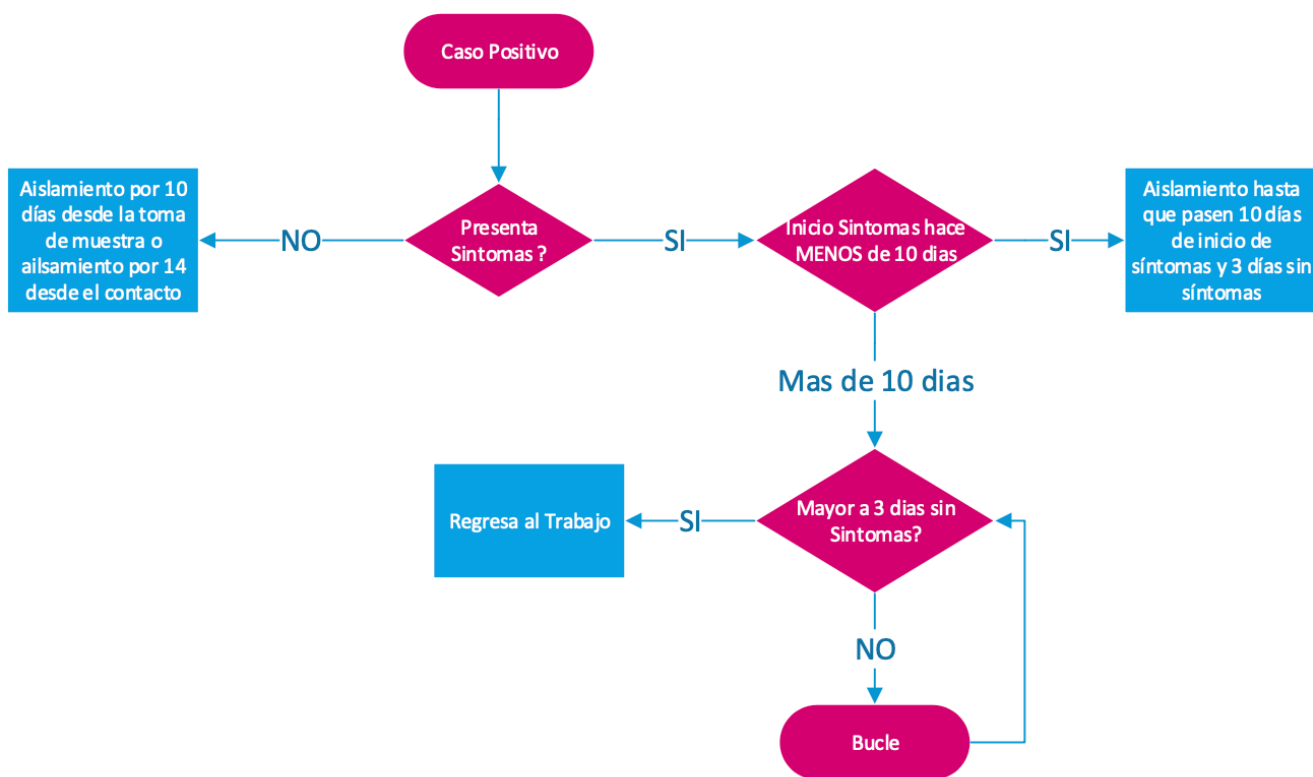 Caso Positivo
Aislamiento por 10
días desde la toma
de muestra o
ailsamiento por 14
desde el contacto
NO
Presenta
Sintomas ?
SI
Inicio Sintomas hace
MENOS de 10 dias
SI
Aislamiento hasta
que pasen 10 días
de inicio de
síntomas y 3 días sin
síntomas
Mas de 10 dias
Regresa al Trabajo
SI
Mayor a 3 dias sin
Sintomas?
NO
Bucle